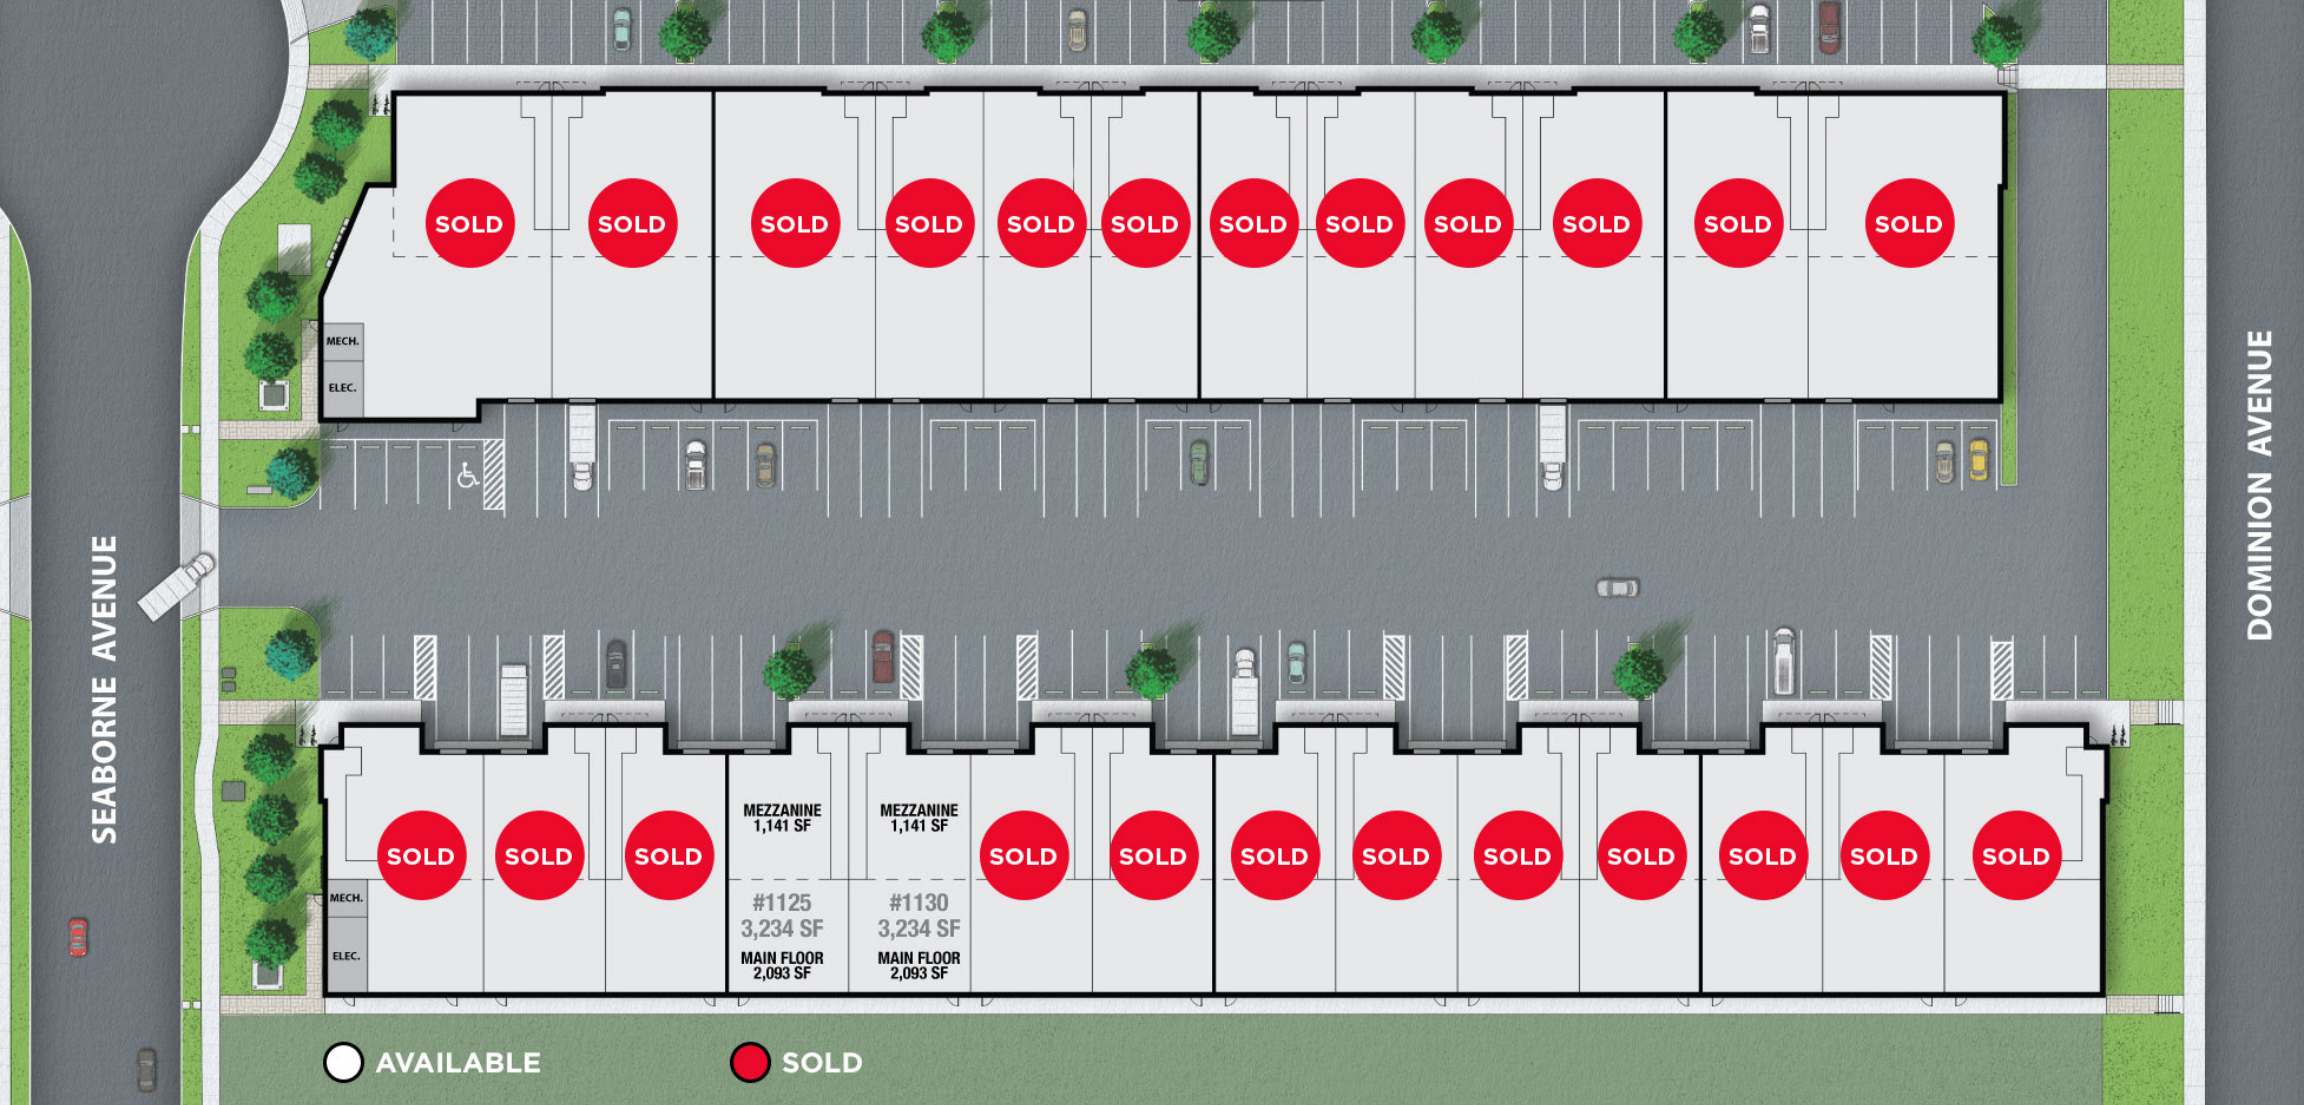 SOLD
SOLD
SOLD
SOLD
SOLD
SOLD
SOLD
SOLD
SOLD
SOLD
SOLD
SOLD
MECH.
ELEC.
SEABORNE AVENUE
DOMINION AVENUE
SOLD
SOLD
SOLD
MEZZANINE
1,141 SF
#1125
3,234 SF
MAIN FLOOR
2,093 SF
MEZZANINE
1,141 SF
#1130
3,234 SF
MAIN FLOOR
2,093 SF
SOLD
SOLD
SOLD
SOLD
SOLD
SOLD
SOLD
SOLD
SOLD
MECH.
ELEC.
AVAILABLE
SOLD